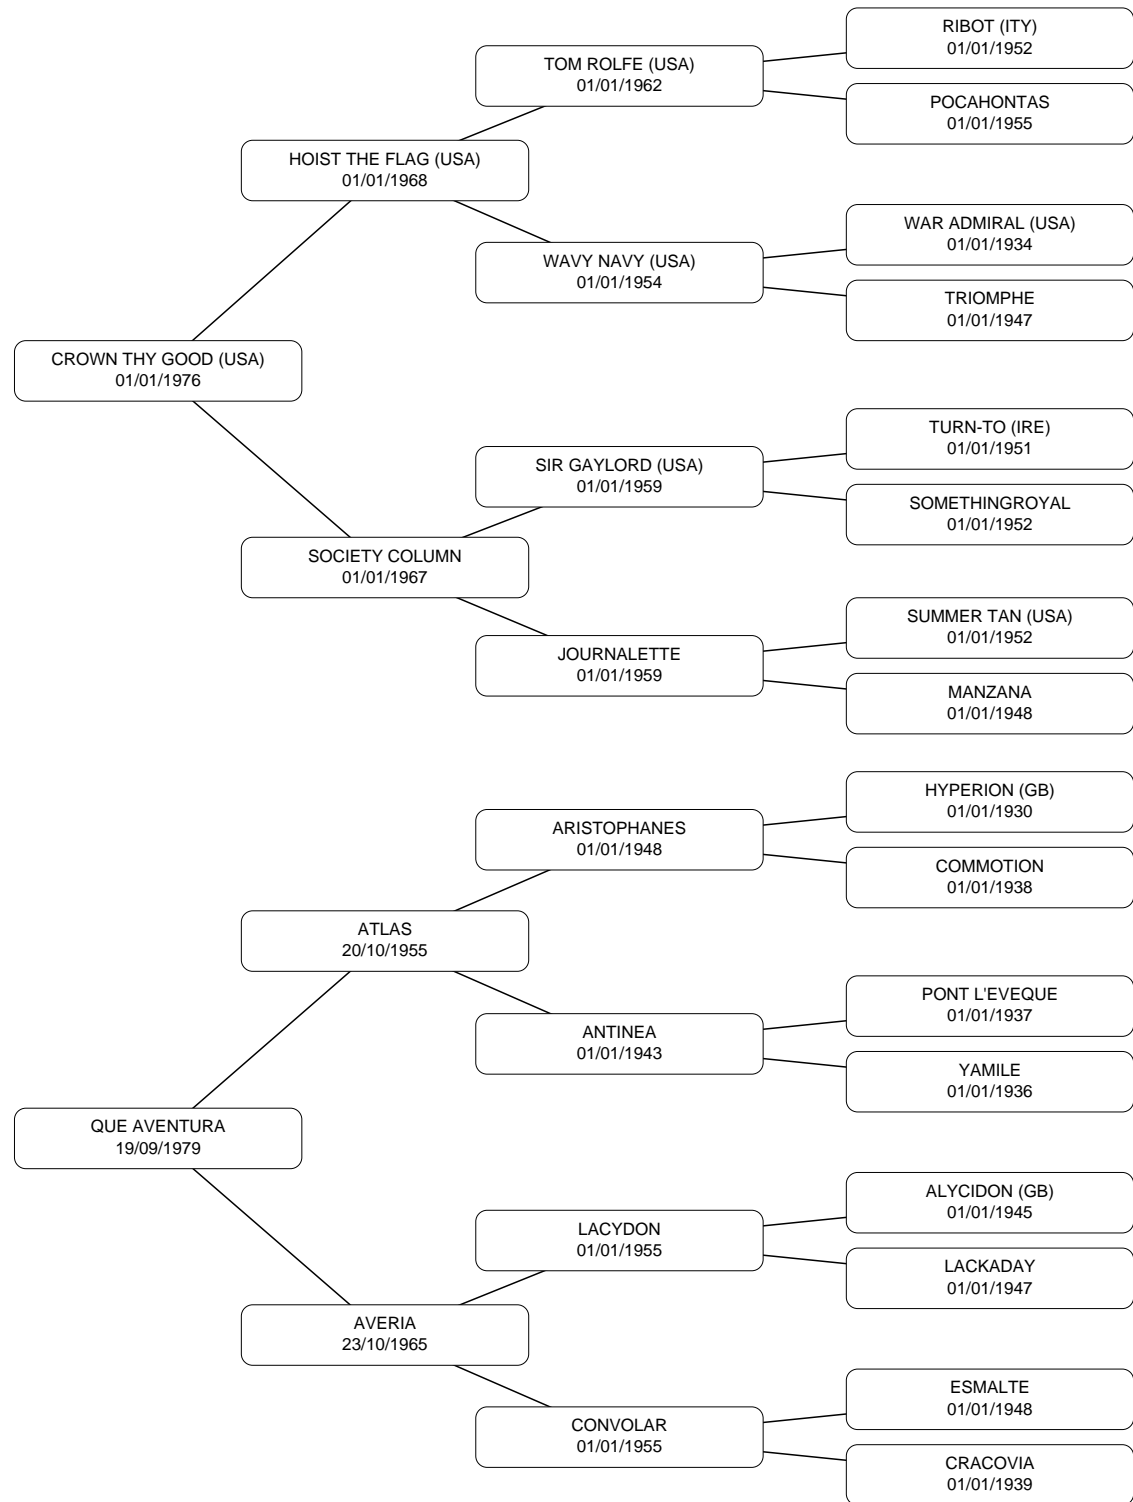 RIBOT (ITY)
01/01/1952
TOM ROLFE (USA)
01/01/1962
POCAHONTAS
01/01/1955
HOIST THE FLAG (USA)
01/01/1968
WAR ADMIRAL (USA)
01/01/1934
WAVY NAVY (USA)
01/01/1954
TRIOMPHE
01/01/1947
CROWN THY GOOD (USA)
01/01/1976
TURN-TO (IRE)
01/01/1951
SIR GAYLORD (USA)
01/01/1959
SOMETHINGROYAL
01/01/1952
SOCIETY COLUMN
01/01/1967
SUMMER TAN (USA)
01/01/1952
JOURNALETTE
01/01/1959
MANZANA
01/01/1948
HYPERION (GB)
01/01/1930
ARISTOPHANES
01/01/1948
COMMOTION
01/01/1938
ATLAS
20/10/1955
PONT L'EVEQUE
01/01/1937
ANTINEA
01/01/1943
YAMILE
01/01/1936
QUE AVENTURA
19/09/1979
ALYCIDON (GB)
01/01/1945
LACYDON
01/01/1955
LACKADAY
01/01/1947
AVERIA
23/10/1965
ESMALTE
01/01/1948
CONVOLAR
01/01/1955
CRACOVIA
01/01/1939